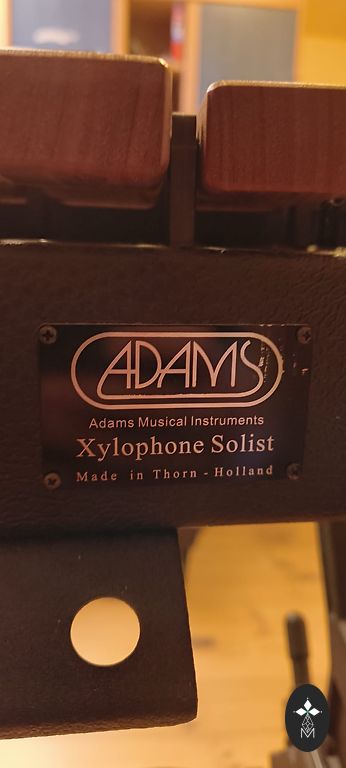 ADAMS
Adams Musical Instruments
Xylophone Solist
Made in Thorn - Holland
M